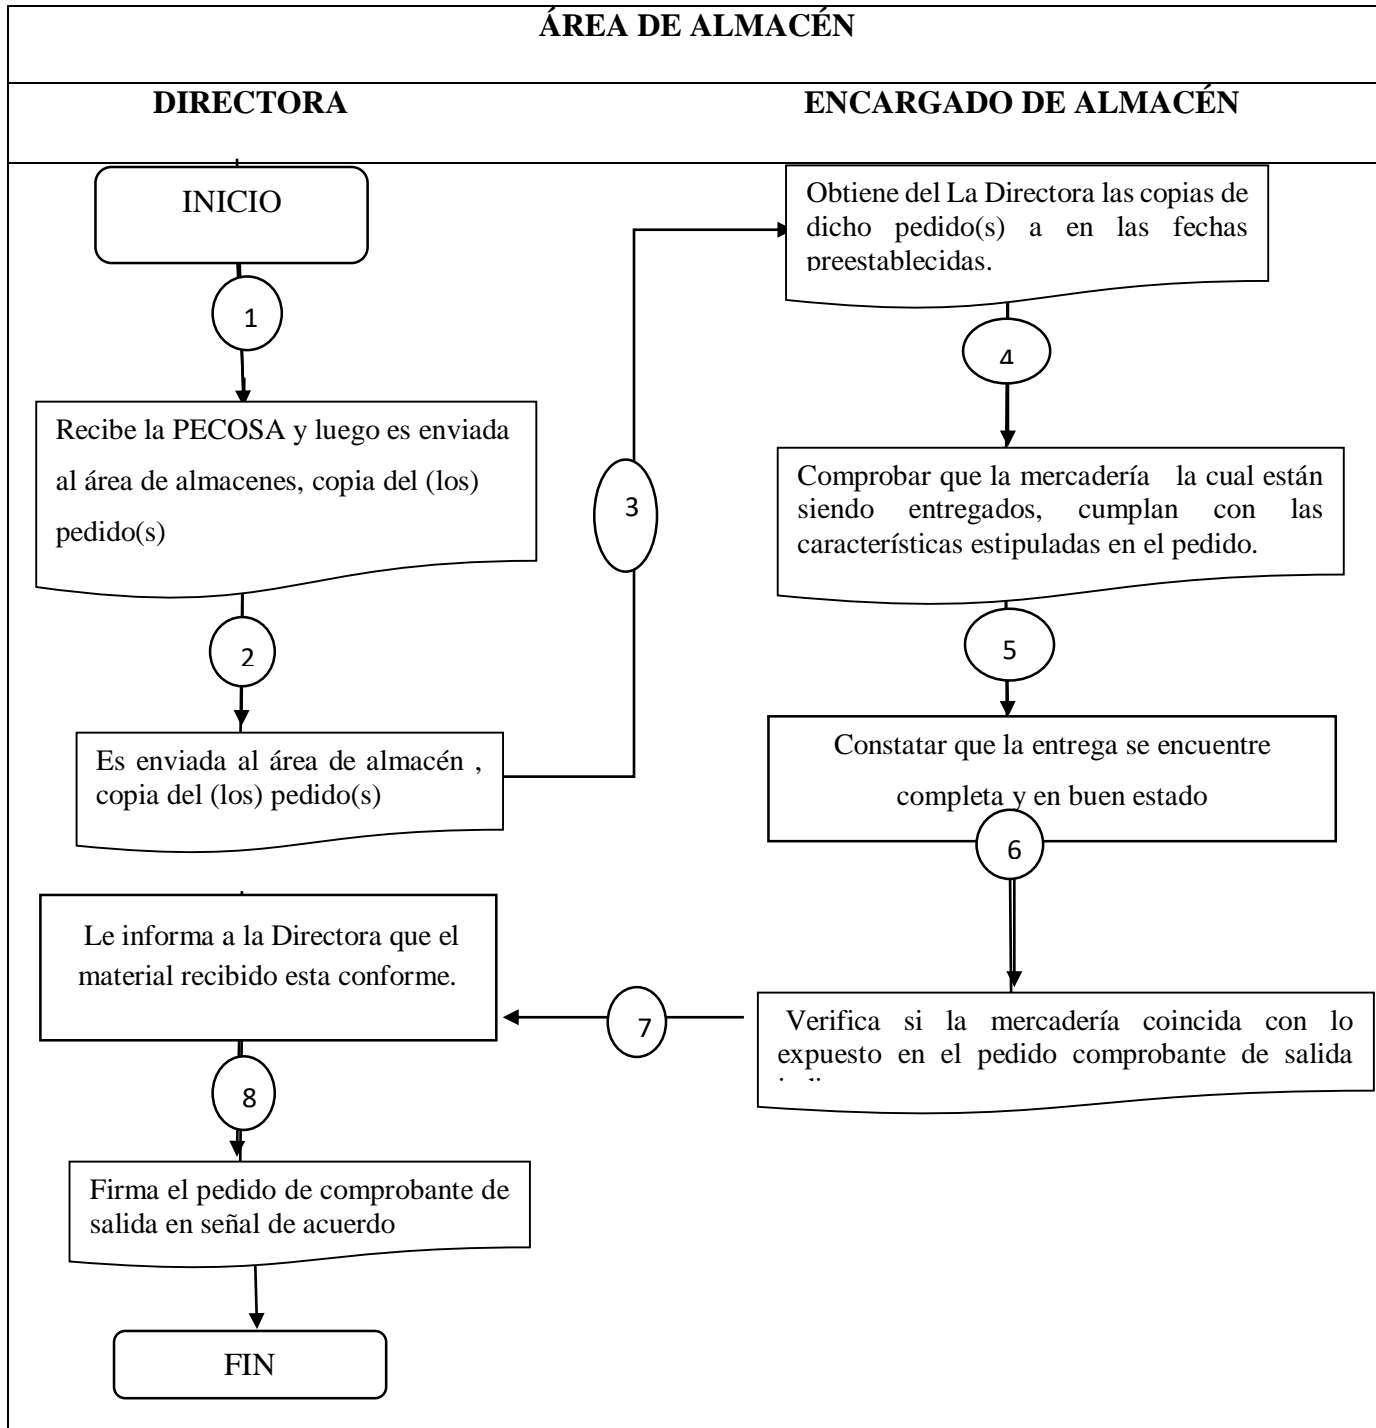 ÁREA DE ALMACÉN
DIRECTORA
ENCARGADO DE ALMACÉN
INICIO
1
Recibe la PECOSA y luego es enviada
al área de almacenes, copia del (los)
pedido(s)
2
Es enviada al área de almacén ,
copia del (los) pedido(s)
3
Obtiene del La Directora las copias de
dicho pedido(s) a en las fechas
preestablecidas.
4
Comprobar que la mercadería la cual están
siendo entregados, cumplan con las
características estipuladas en el pedido.
5
Constatar que la entrega se encuentre
completa y en buen estado
6
Verifica si la mercadería coincida con lo
expuesto en el pedido comprobante de salida
7
Le informa a la Directora que el
material recibido esta conforme.
8
Firma el pedido de comprobante de
salida en señal de acuerdo
FIN